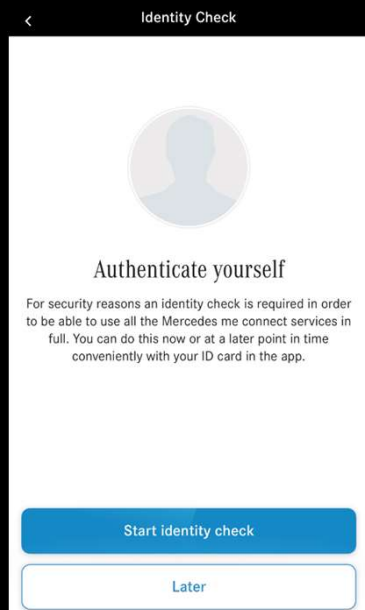 Identity Check
Authenticate yourself
For security reasons an identity check is required in order
to be able to use all the Mercedes me connect services in
full. You can do this now or at a later point in time
conveniently with your ID card in the app.
Start identity check
Later